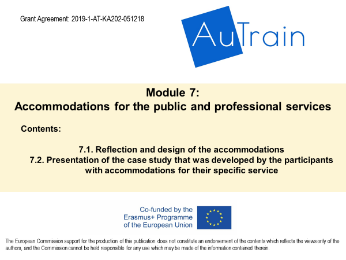 Grant Agreement: 2019-1-AT-KA202-051218
AuTrain
Module 7:
Accommodations for the public and professional services
Contents:
7.1. Reflection and design of the accommodations
7.2. Presentation of the case study that was developed by the participants
with accommodations for their specific service
Co-funded by the
Erasmus+ Programme
of the European Union
The European Commission support for the production of this publication does not constitute an endorsement of the contents which reflects the views only of the
authors, and the Commission cannot be held responsible for any use which may be made of the information contained therein